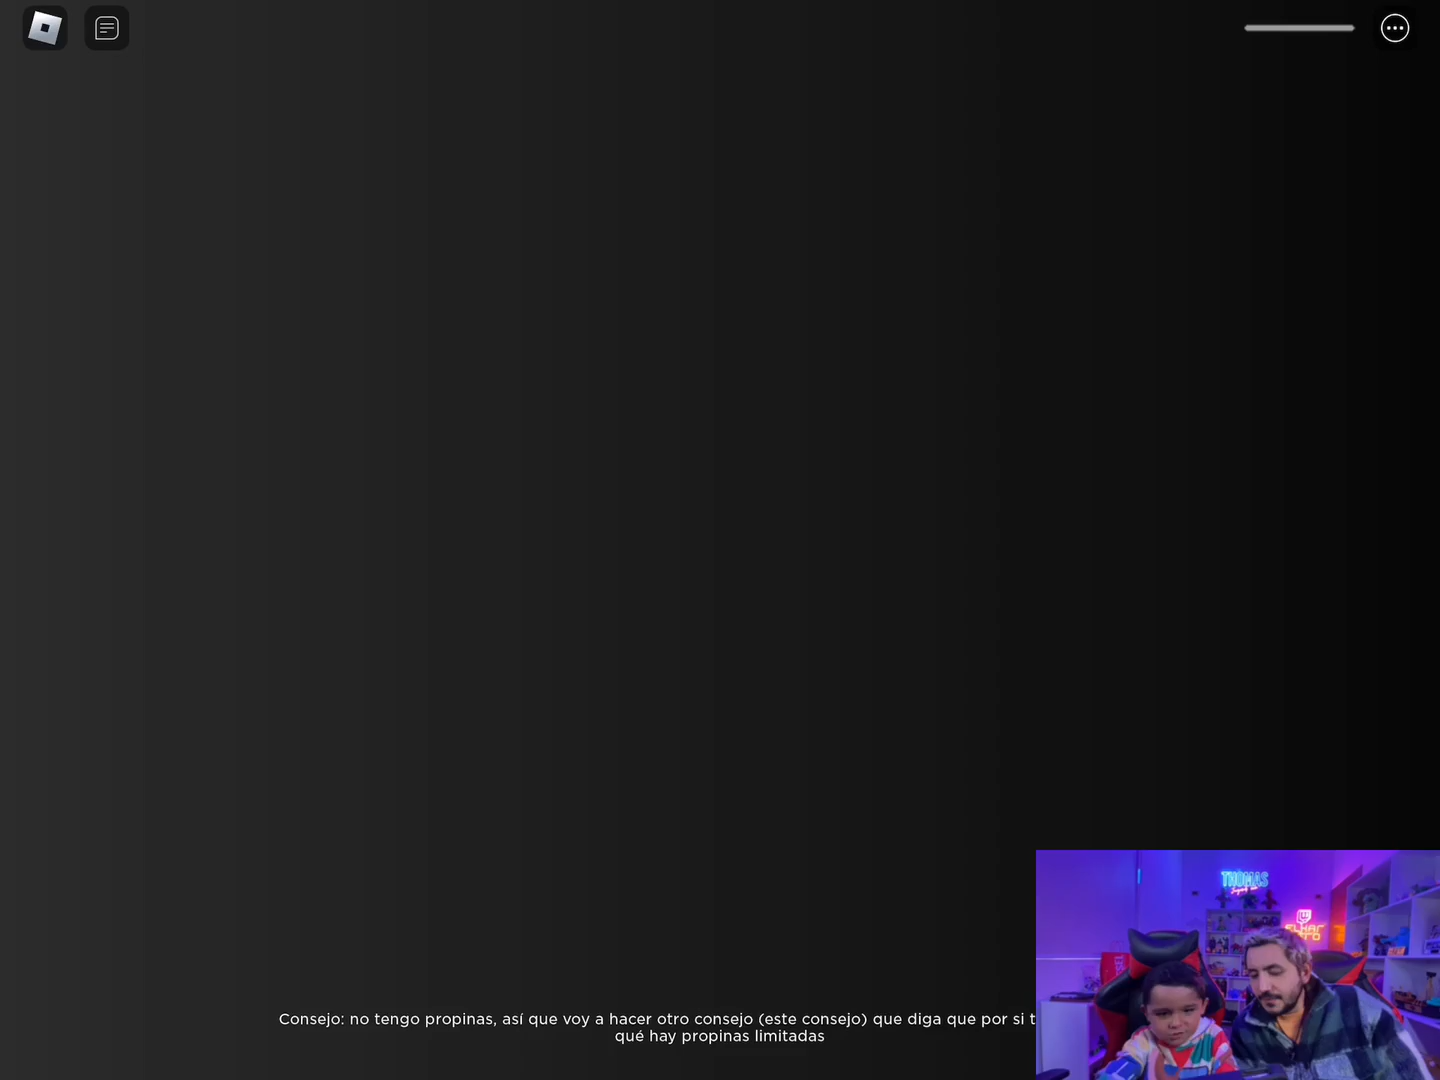 THOMAS
Consejo: no tengo propinas, así que voy a hacer otro consejo (este consejo) que diga que por si t
qué hay propinas limitadas